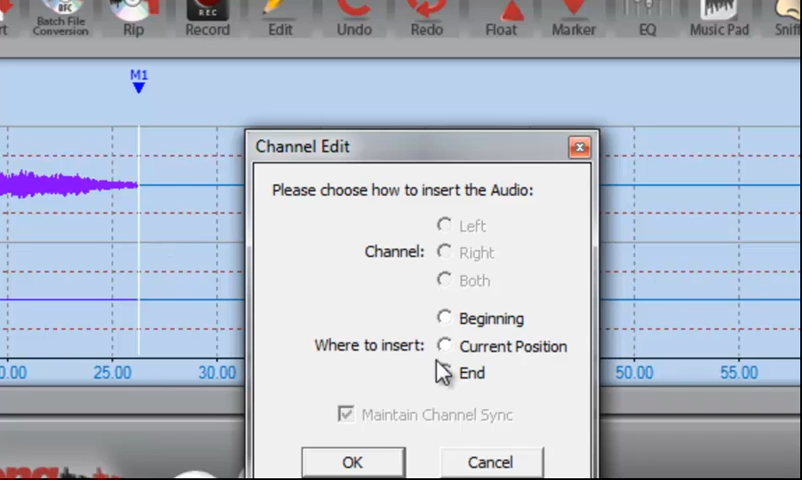 Batch File
Conversion
Rip
REC
Record
Edit
Undo
Redo
Float
Marker
EQ
Music Pad
M1
Channel Edit
Please choose how to insert the Audio:
Channel:
Left
Right
Both
Where to insert:
Beginning
Current Position
End
Maintain Channel Sync
OK
Cancel
25.00
30.00
50.00
55.00